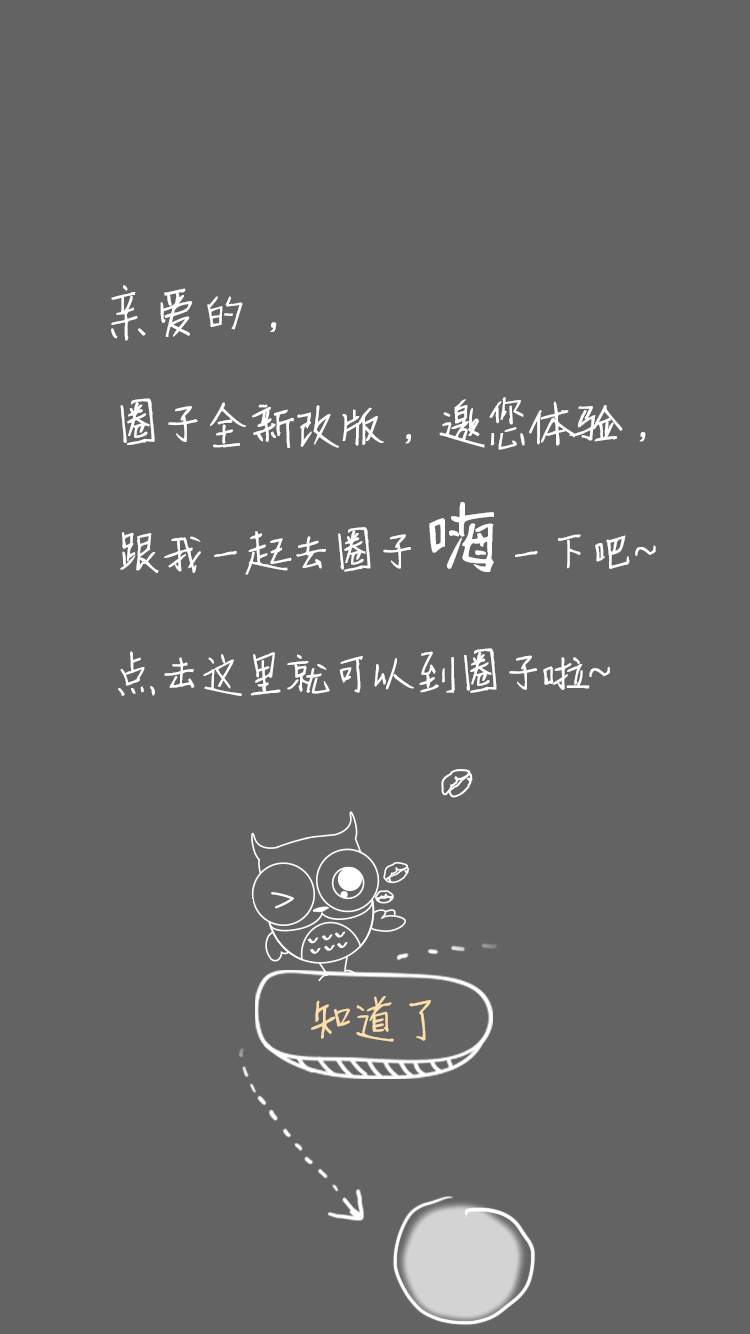 亲爱的，
圈子全新改版，邀您体验，
跟我一起去圈子嗨一下吧~
点击这里就可以到圈子啦~
知道了